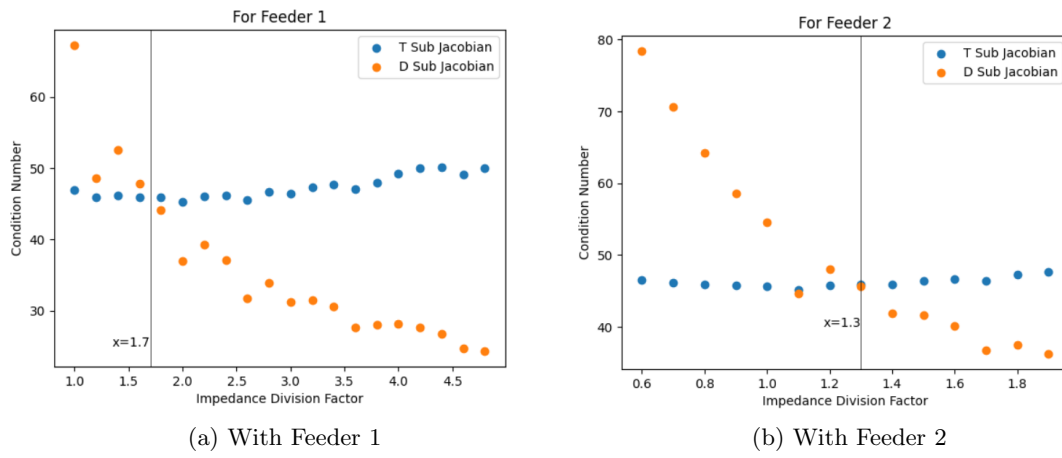 For Feeder 1
T Sub Jacobian
D Sub Jacobian
Condition Number
60
50
40
30
x=1.7
1.0 1.5 2.0 2.5 3.0 3.5 4.0 4.5
Impedance Division Factor
(a) With Feeder 1
For Feeder 2
T Sub Jacobian
D Sub Jacobian
Condition Number
80
70
60
50
40
x=1.3
0.6 0.8 1.0 1.2 1.4 1.6 1.8
Impedance Division Factor
(b) With Feeder 2